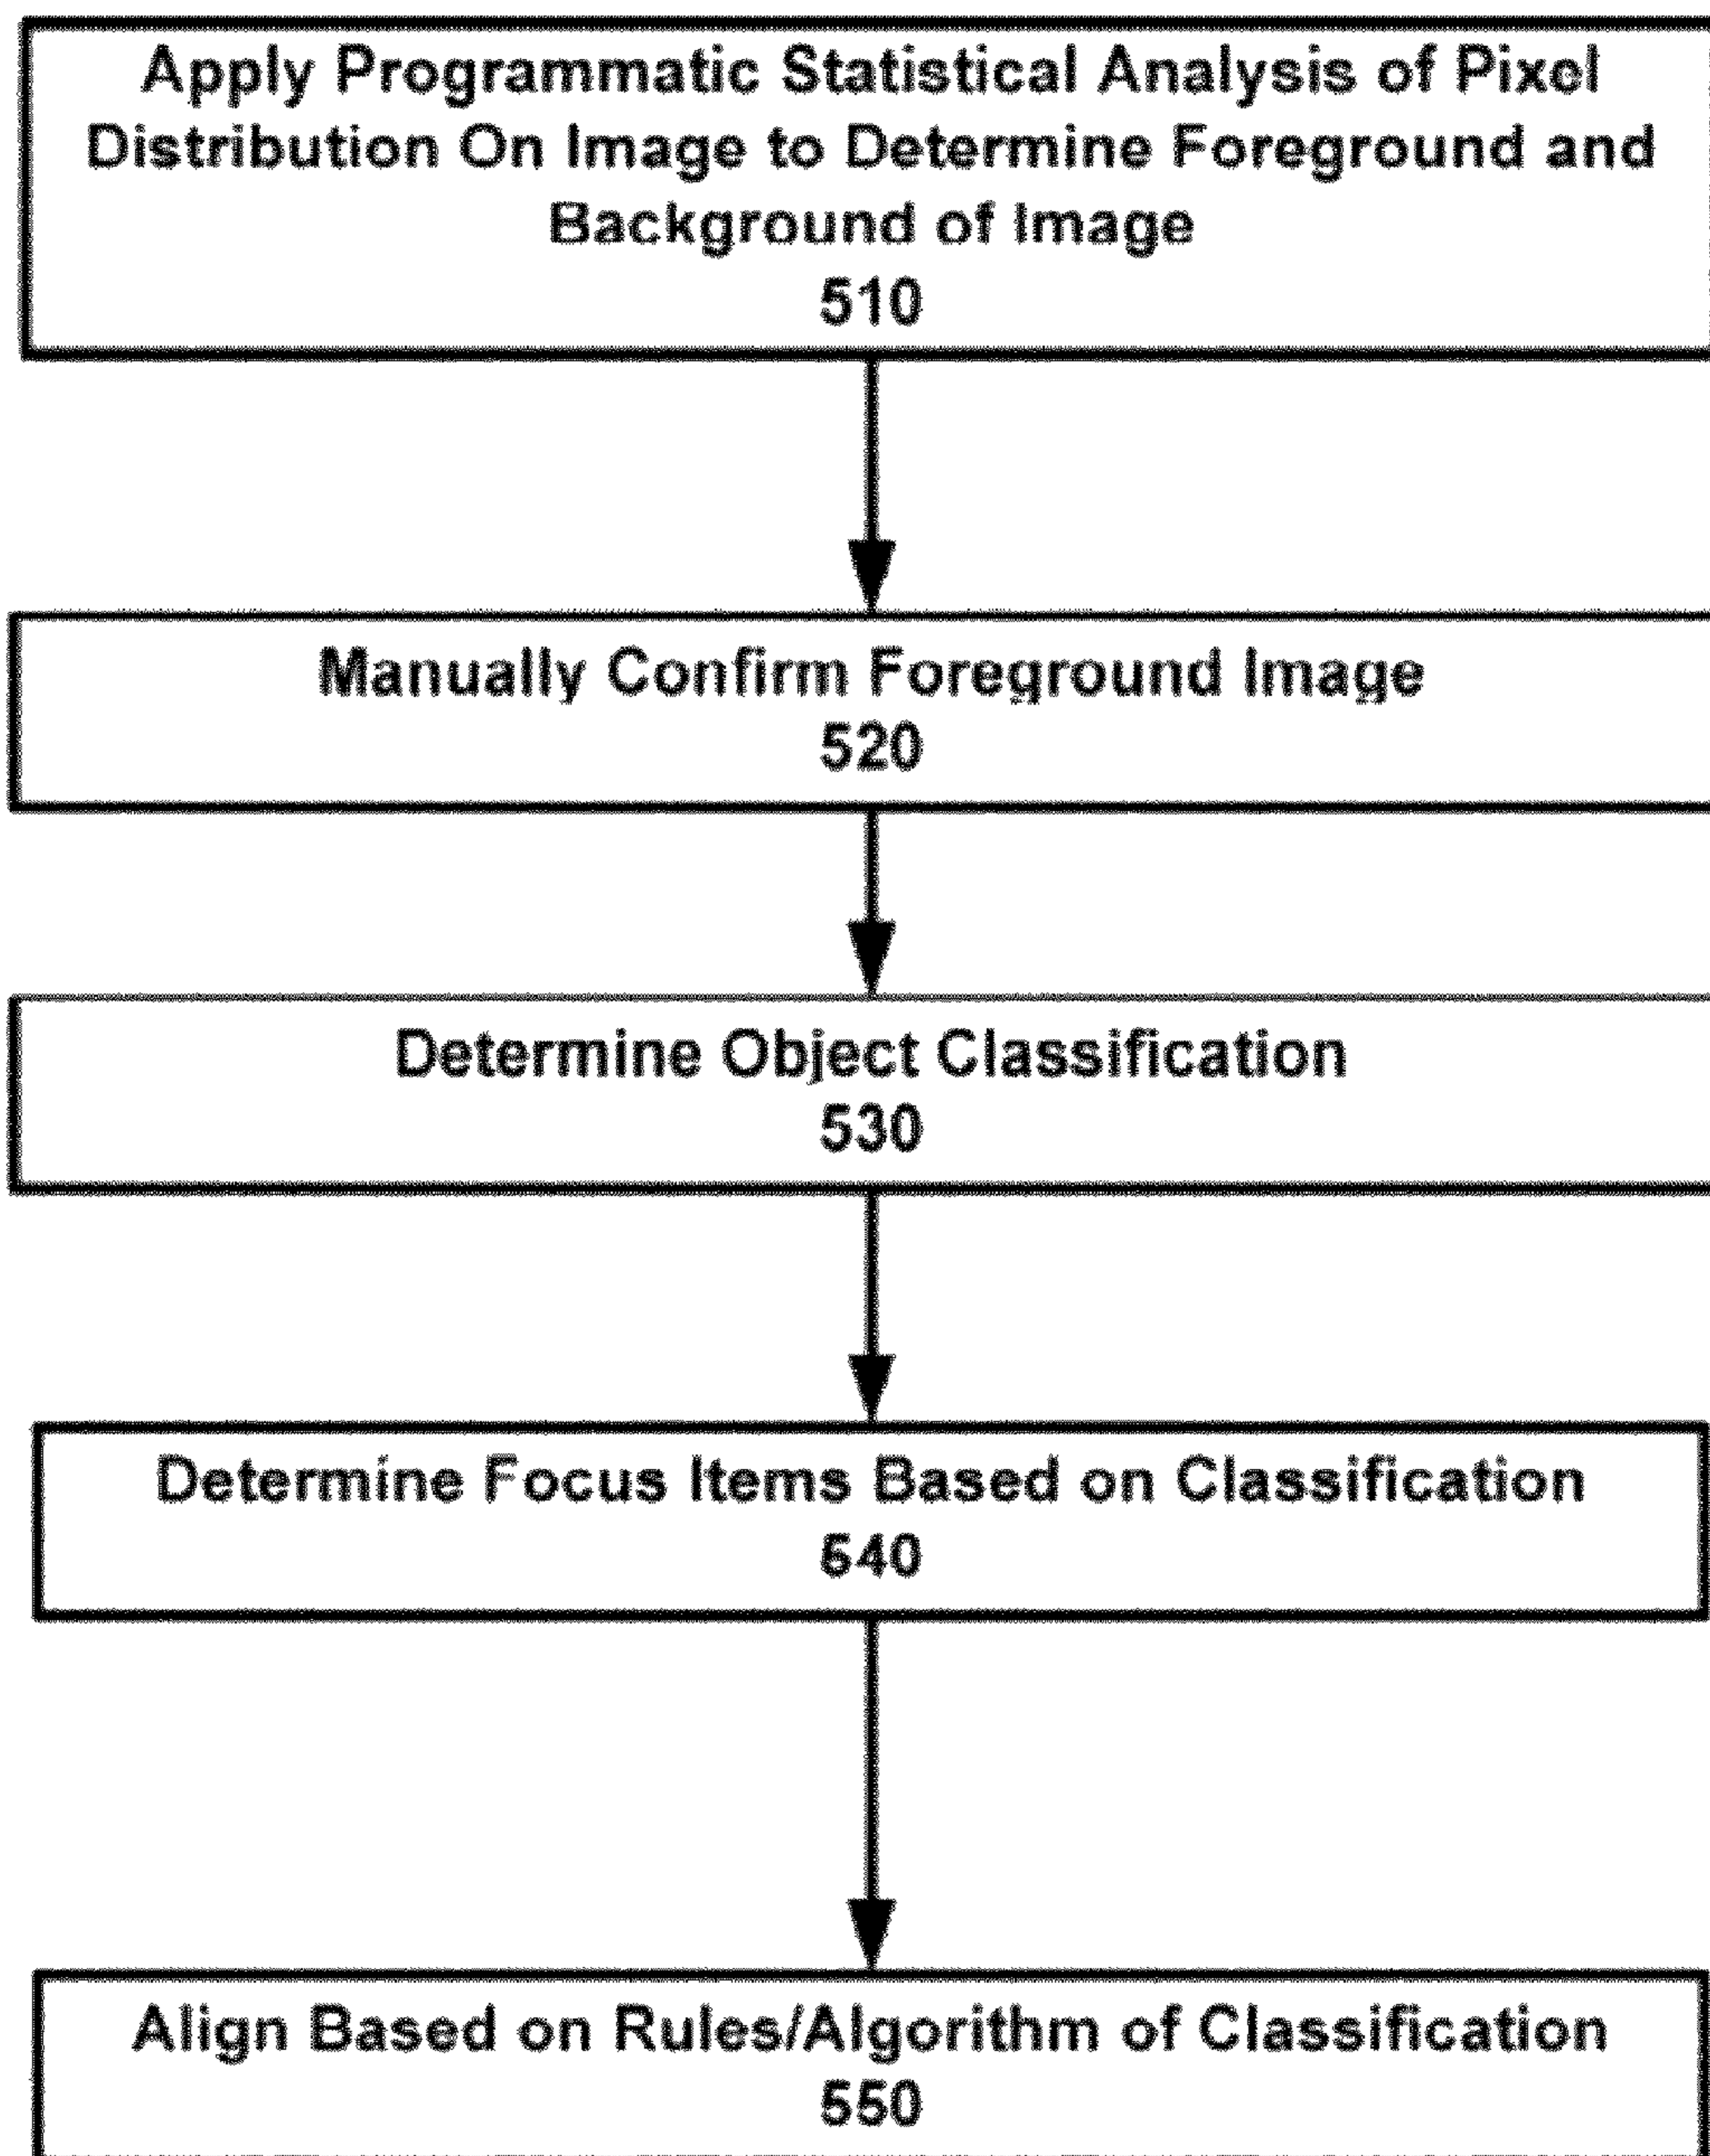 Apply Programmatic Statistical Analysis of Pixel
Distribution On Image to Determine Foreground and
Background of Image
510
Manually Confirm Foreground Image
520
Determine Object Classification
530
Determine Focus Items Based on Classification
540
Align Based on Rules/Algorithm of Classification
550